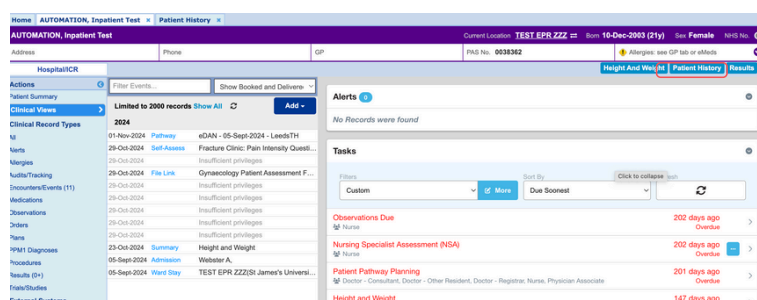 Home AUTOMATION, Inpatient Test × Patient History ×
AUTOMATION, Inpatient Test Current Location TEST EPR ZZZ Born 10-Dec-2003 (21y) Sex Female NHS No.
Address Phone GP PAS No. 0038362 Allergies: see GP tab or eMeds
Hospital/ICR Height And Weight Patient History Results
Actions Filter Events... Show Booked and Delivere
Patient Summary
Clinical Views Limited to 2000 records Show All Add
Clinical Record Types 2024
All 01-Nov-2024 Pathway eDAN - 05-Sept-2024 - LeedsTH
Alerts 29-Oct-2024 Self-Assess Fracture Clinic: Pain Intensity Questi...
Allergies 29-Oct-2024 Insufficient privileges
Audits/Tracking 29-Oct-2024 File Link Gynaecology Patient Assessment F...
Encounters/Events (11) 29-Oct-2024 Insufficient privileges
Medications 29-Oct-2024 Insufficient privileges
Observations 29-Oct-2024 Insufficient privileges
Orders 29-Oct-2024 Insufficient privileges
Plans 29-Oct-2024 Insufficient privileges
PPM1 Diagnoses 23-Oct-2024 Summary Height and Weight
Procedures 05-Sept-2024 Admission Webster A,
Results (0+) 05-Sept-2024 Ward Stay TEST EPR ZZZ(St James's Universi...
Trials/Studies
External Systems
Alerts 0
No Records were found
Tasks
Filters Sort By Click to collapse
Custom More Due Soonest
Observations Due 202 days ago
Nurse Overdue
Nursing Specialist Assessment (NSA) 202 days ago
Nurse Overdue
Patient Pathway Planning 201 days ago
Doctor - Consultant, Doctor - Other Resident, Doctor - Registrar, Nurse, Physician Associate Overdue
Height and Weight 147 days ago